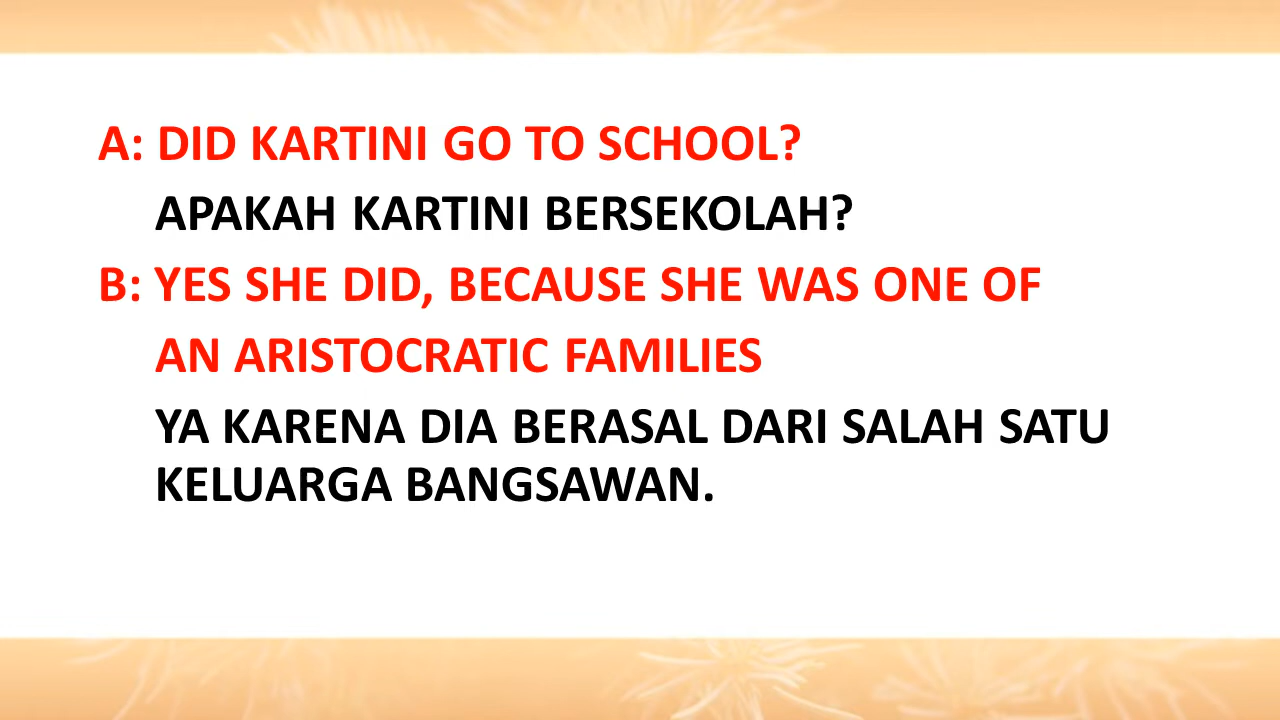 A: DID KARTINI GO TO SCHOOL?
APAKAH KARTINI BERSEKOLAH?
B: YES SHE DID, BECAUSE SHE WAS ONE OF
AN ARISTOCRATIC FAMILIES
YA KARENA DIA BERASAL DARI SALAH SATU
KELUARGA BANGSAWAN.